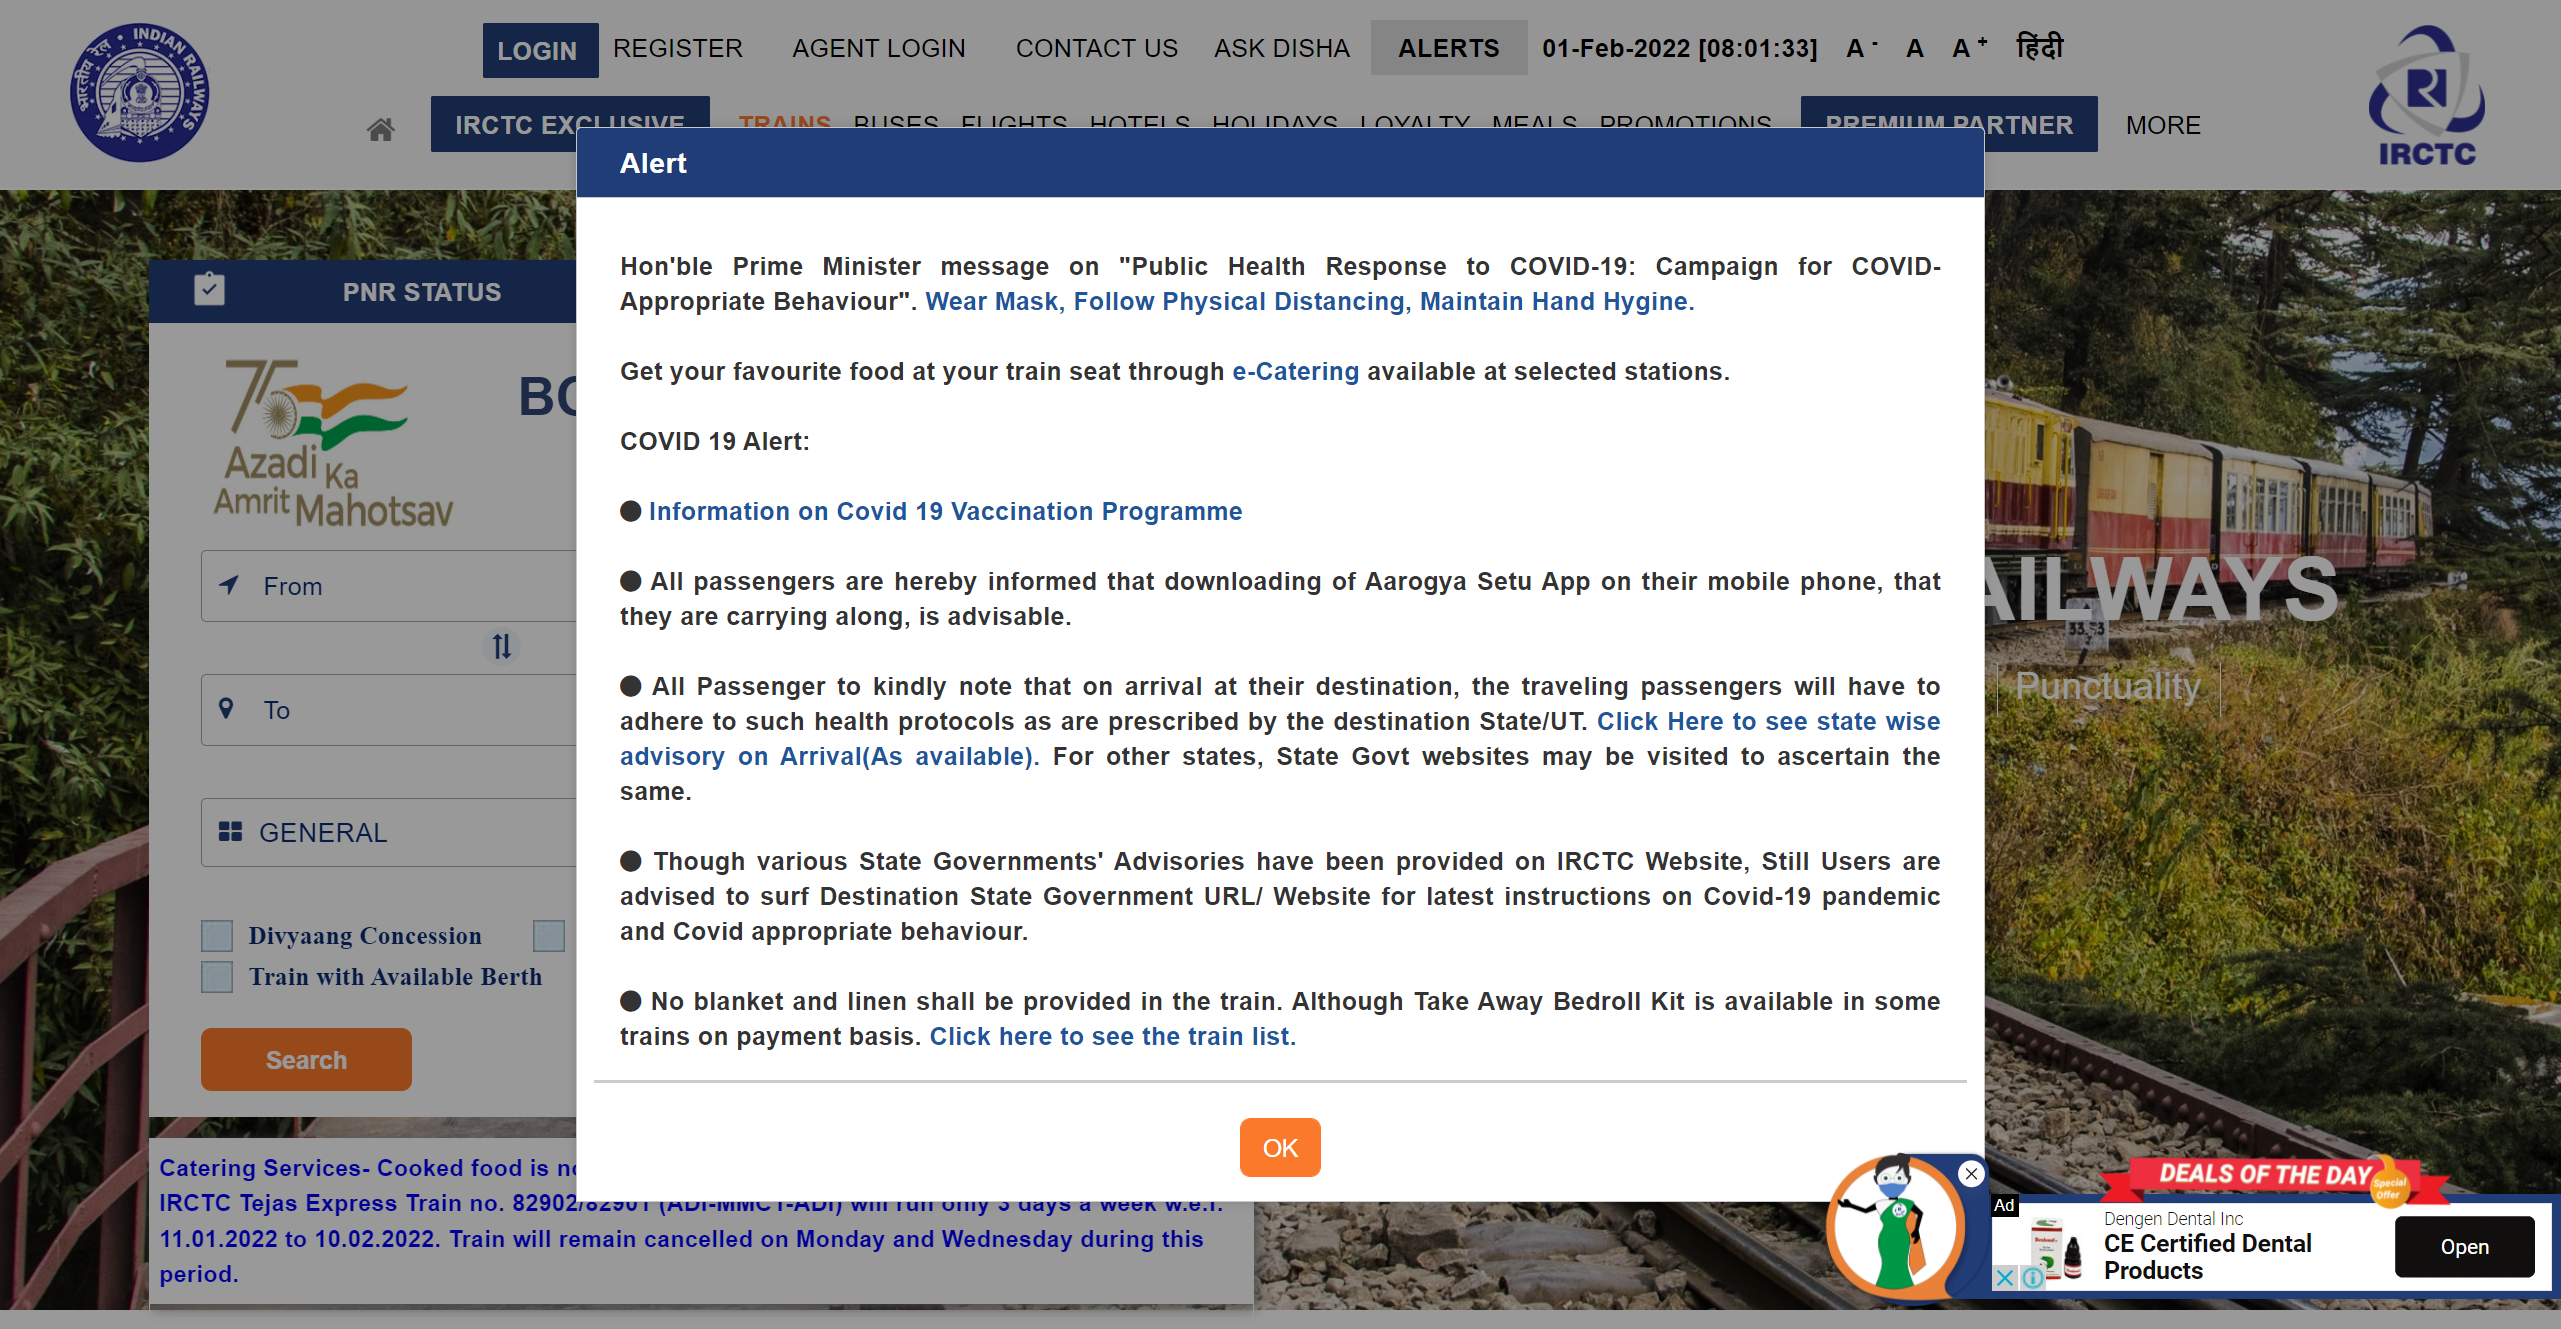 LOGIN REGISTER AGENT LOGIN CONTACT US ASK DISHA ALERTS 01-Feb-2022 [08:01:33] A - A A + हिंदी
भारतीय रेल INDIAN RAILWAYS
IRCTC
IRCTC EXCLUSIVE TRAINS BUSES FLIGHTS HOTELS HOLIDAYS LOYALTY MEALS PROMOTIONS PREMIUM PARTNER MORE
Alert
Hon'ble Prime Minister message on "Public Health Response to COVID-19: Campaign for COVID-
Appropriate Behaviour". Wear Mask, Follow Physical Distancing, Maintain Hand Hygine.
Get your favourite food at your train seat through e-Catering available at selected stations.
COVID 19 Alert:
● Information on Covid 19 Vaccination Programme
● All passengers are hereby informed that downloading of Aarogya Setu App on their mobile phone, that
they are carrying along, is advisable.
● All Passenger to kindly note that on arrival at their destination, the traveling passengers will have to
adhere to such health protocols as are prescribed by the destination State/UT. Click Here to see state wise
advisory on Arrival(As available). For other states, State Govt websites may be visited to ascertain the
same.
● Though various State Governments' Advisories have been provided on IRCTC Website, Still Users are
advised to surf Destination State Government URL/ Website for latest instructions on Covid-19 pandemic
and Covid appropriate behaviour.
● No blanket and linen shall be provided in the train. Although Take Away Bedroll Kit is available in some
trains on payment basis. Click here to see the train list.
OK
PNR STATUS
75
Azadi Ka
Amrit Mahotsav
BO
From
To
GENERAL
Divyaang Concession
Train with Available Berth
Search
AILWAYS
Punctuality
Catering Services- Cooked food is no
IRCTC Tejas Express Train no. 82902/82901 (ADI-MMCT-ADI) will run only 3 days a week w.e.f.
11.01.2022 to 10.02.2022. Train will remain cancelled on Monday and Wednesday during this
period.
DEALS OF THE DAY
Special
Offer
Ad
Dengen Dental Inc
CE Certified Dental
Products
Open